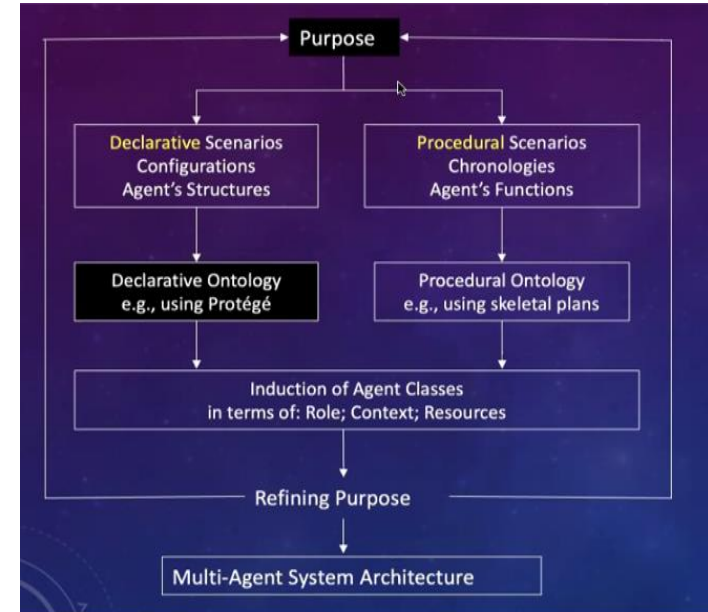 Purpose
Declarative Scenarios
Configurations
Agent's Structures
Procedural Scenarios
Chronologies
Agent's Functions
Declarative Ontology
e.g., using Protégé
Procedural Ontology
e.g., using skeletal plans
Induction of Agent Classes
in terms of: Role; Context; Resources
Refining Purpose
Multi-Agent System Architecture